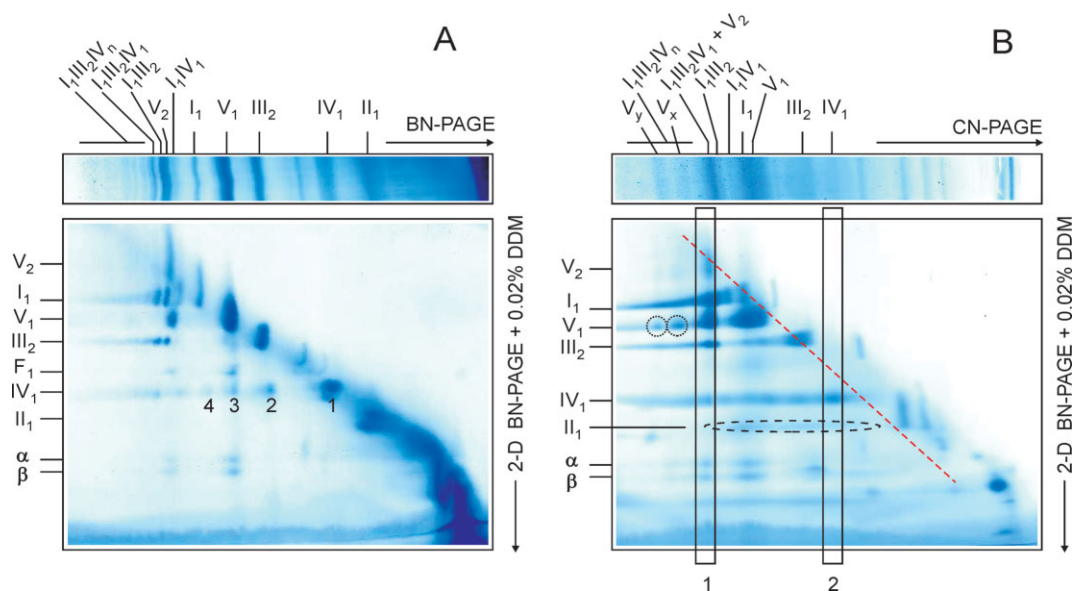 A
I₁III₂IVₙ
I₁III₂IV₁
I₁III₂
V₂
I₁IV₁
I₁
V₁
III₂
IV₁
II₁
BN-PAGE
V₂
I₁
V₁
III₂
F₁
IV₁
II₁
α
β
4 3 2 1
2-D BN-PAGE + 0.02% DDM
B
V_y
I₁III₂IVₙ
Vₓ
I₁III₂IV₁ + V₂
I₁III₂
I₁IV₁
I₁
V₁
III₂
IV₁
CN-PAGE
V₂
I₁
V₁
III₂
IV₁
II₁
α
β
1 2
2-D BN-PAGE + 0.02% DDM